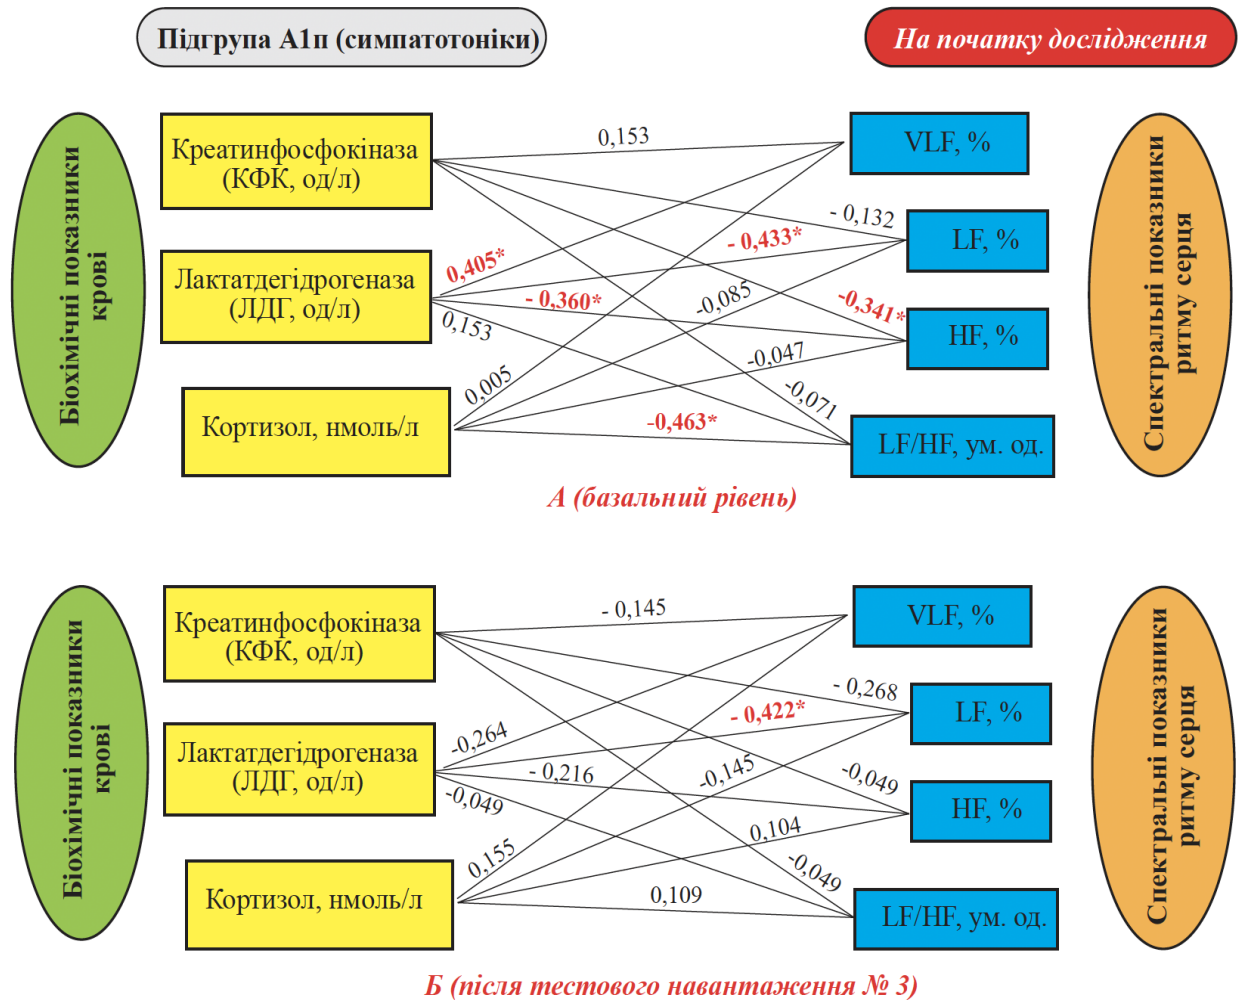 Підгрупа А1п (симпатотоніки)
На початку дослідження
Біохімічні показники
крові
Креатинфосфокіназа
(КФК, од/л)
Лактатдегідрогеназа
(ЛДГ, од/л)
Кортизол, нмоль/л
0,153
- 0,132
0,405*
- 0,433*
- 0,360*
-0,085
-0,341*
0,153
-0,047
0,005
-0,071
-0,463*
VLF, %
LF, %
HF, %
LF/HF, ум. од.
Спектральні показники
ритму серця
А (базальний рівень)
Біохімічні показники
крові
Креатинфосфокіназа
(КФК, од/л)
Лактатдегідрогеназа
(ЛДГ, од/л)
Кортизол, нмоль/л
- 0,145
- 0,268
- 0,422*
-0,264
-0,145
- 0,216
-0,049
-0,049
0,104
0,155
-0,049
0,109
VLF, %
LF, %
HF, %
LF/HF, ум. од.
Спектральні показники
ритму серця
Б (після тестового навантаження № 3)